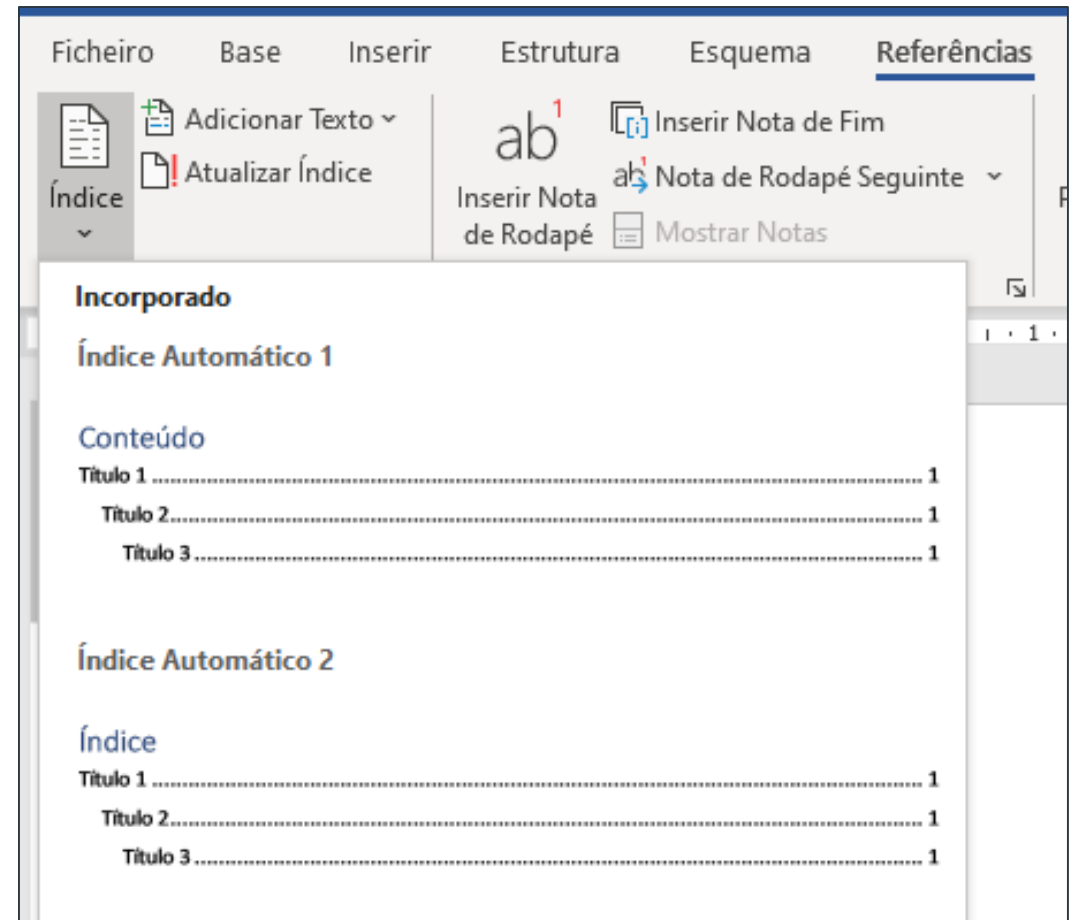 Ficheiro Base Inserir Estrutura Esquema Referências
Índice
Adicionar Texto
Atualizar Índice
ab1
Inserir Nota
de Rodapé
Inserir Nota de Fim
Nota de Rodapé Seguinte
Mostrar Notas
1
Incorporado
Índice Automático 1
Conteúdo
Título 1 ........ 1
Título 2 ........ 1
Título 3 ........ 1
Índice Automático 2
Índice
Título 1 ........ 1
Título 2 ........ 1
Título 3 ........ 1